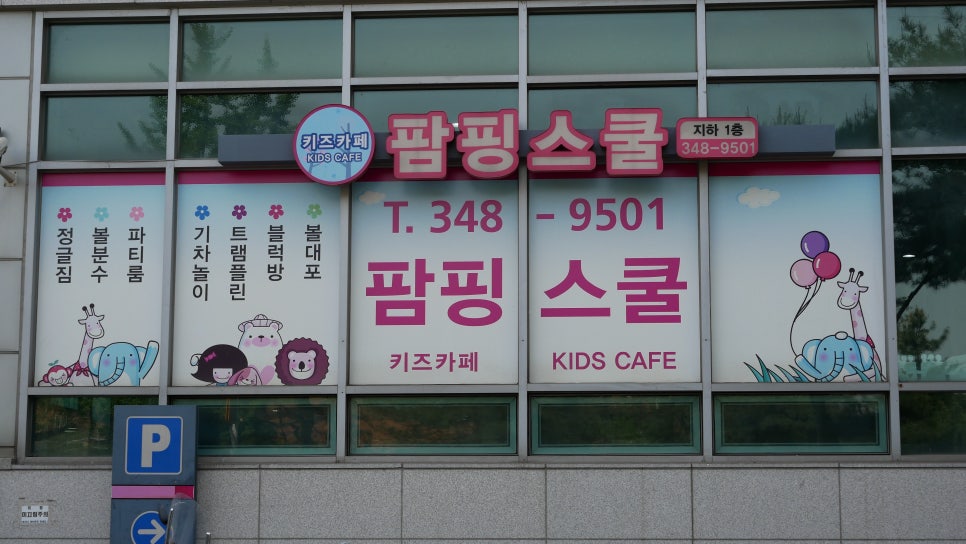 키즈카페
KIDS CAFE
팜핑스쿨
지하 1층
348-9501
정글짐
볼분수
파티룸
기차놀이
트램플린
블럭방
볼대포
T. 348 - 9501
팜핑 스쿨
키즈카페 KIDS CAFE
P